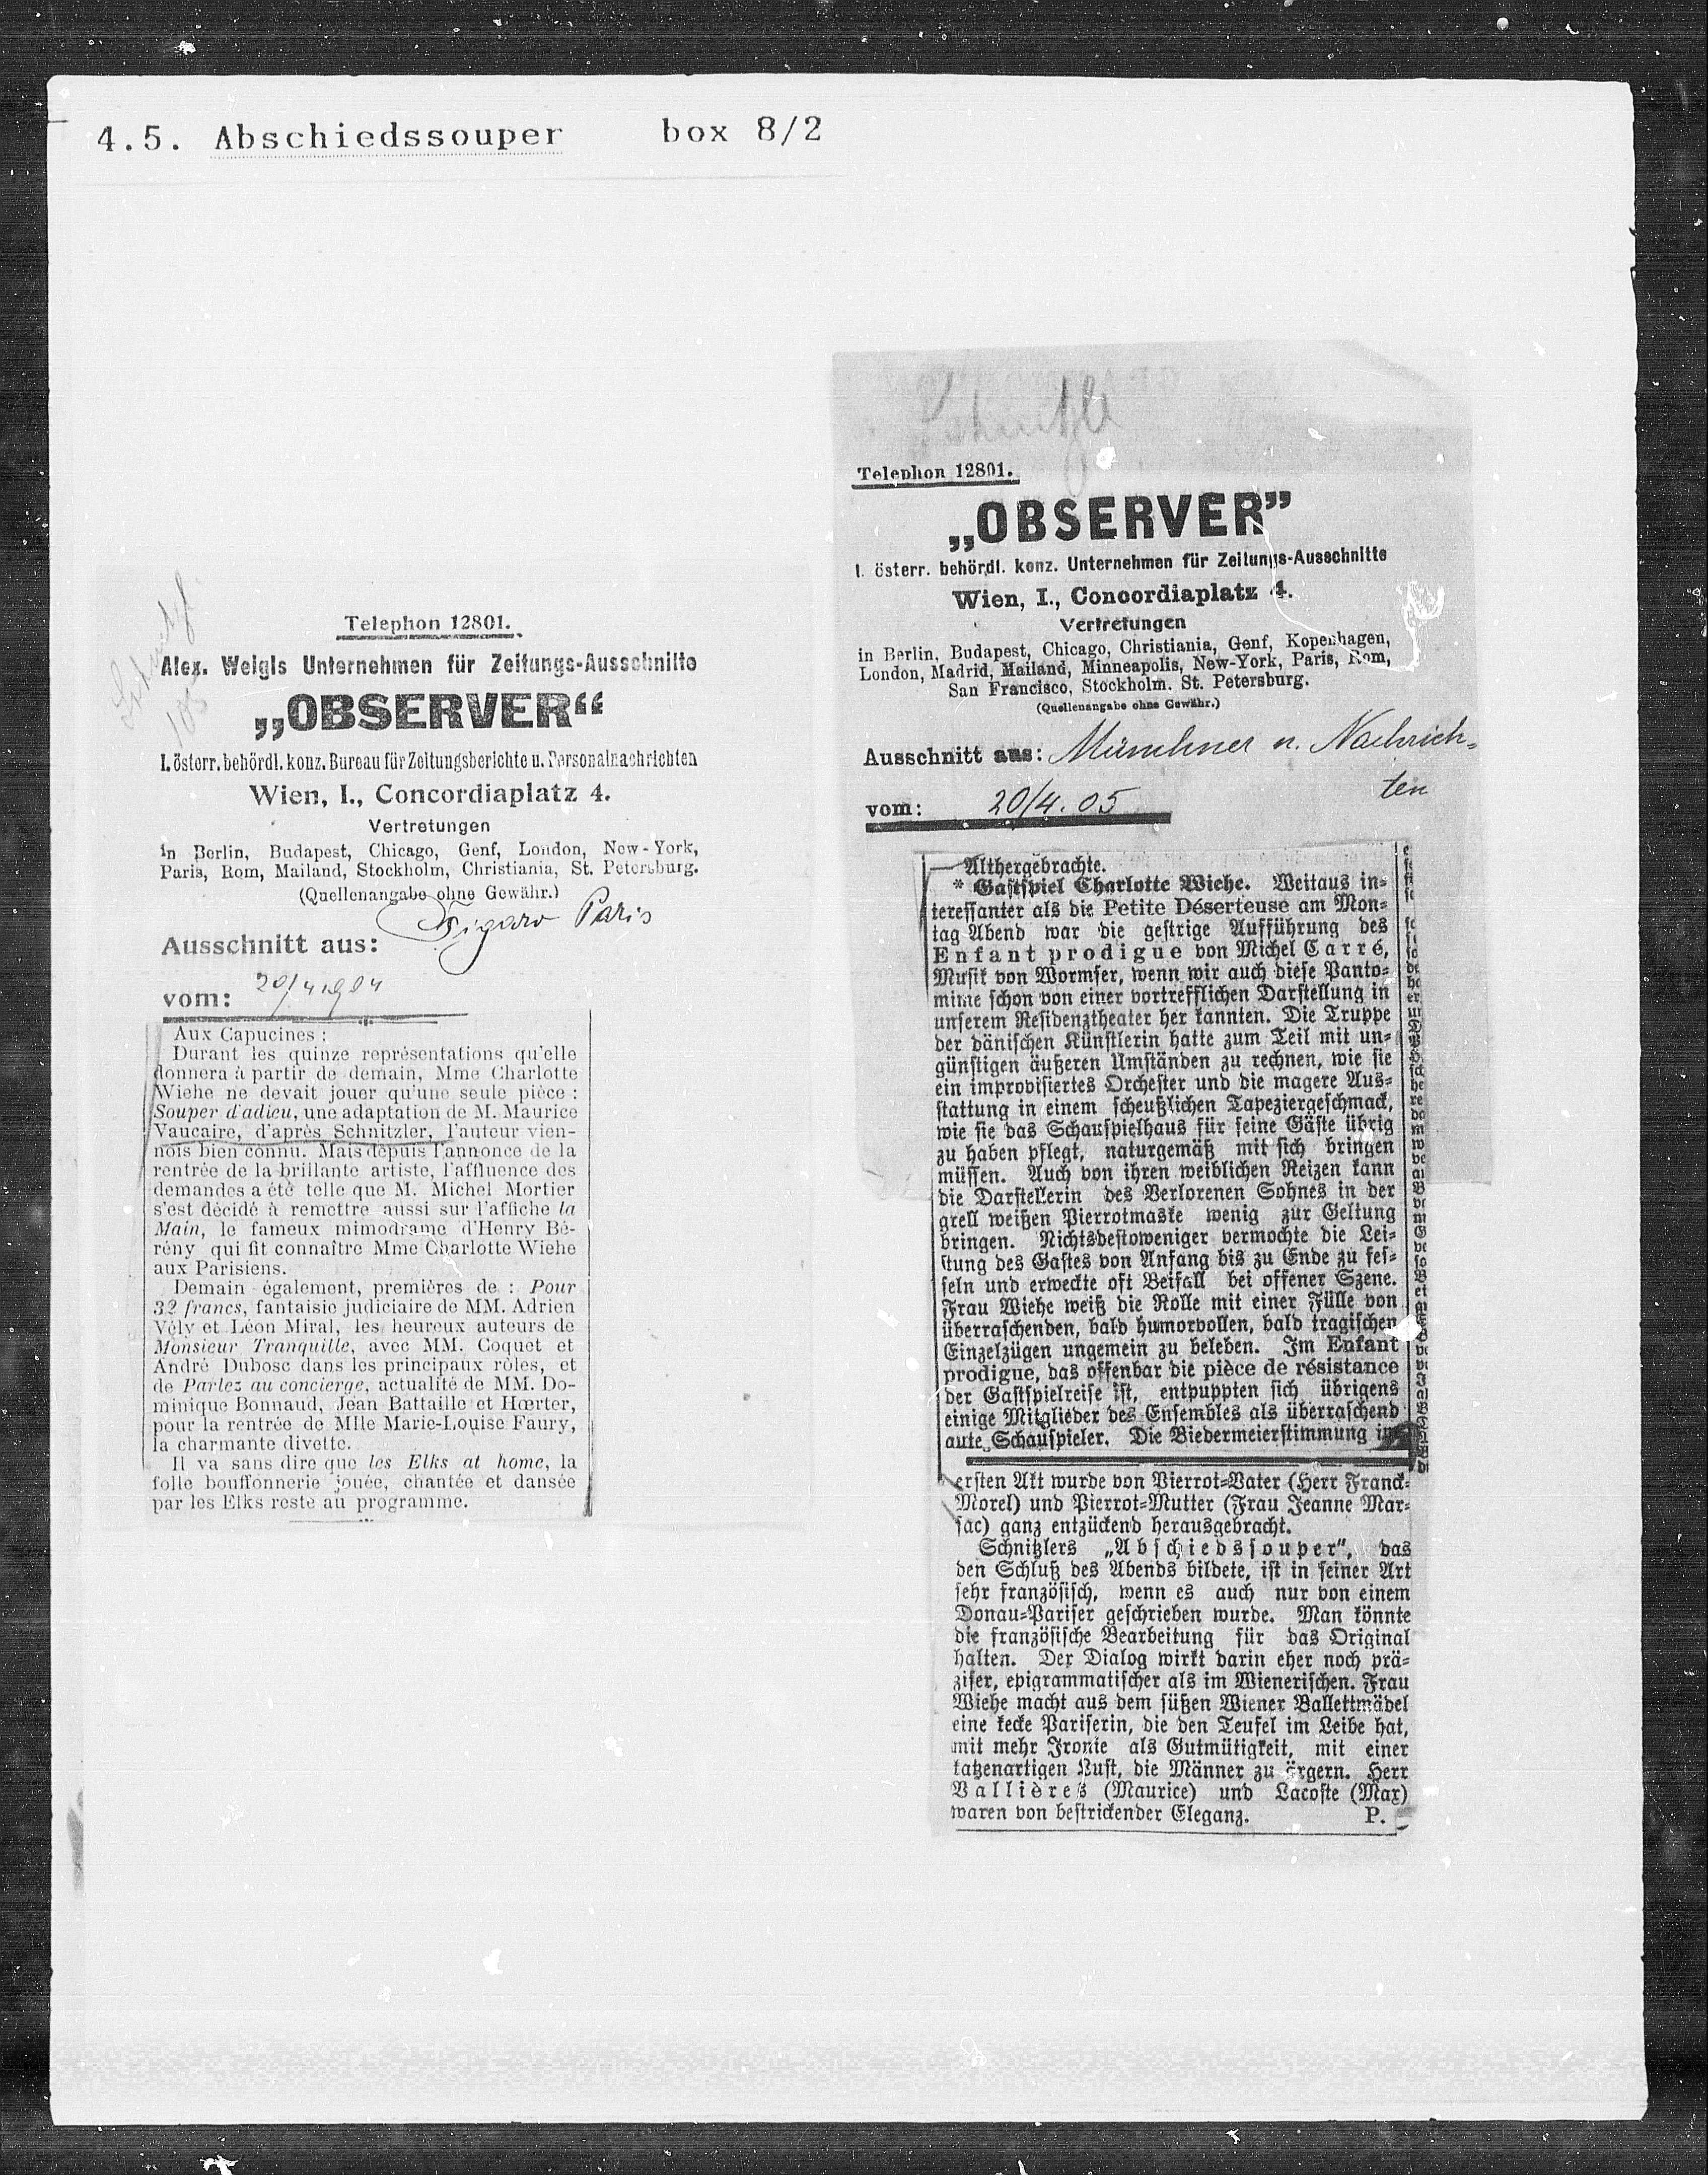 4.5. Abschiedssouper box 8/2
Telephon 12801.
Alex. Weigls Unternehmen für Zeitungs-Ausschnitte
„OBSERVER“
I. österr. behördl. konz. Bureau für Zeitungsberichte u. Personalnachrichten
Wien, I., Concordiaplatz 4.
Vertretungen
in Berlin, Budapest, Chicago, Genf, London, New-York,
Paris, Rom, Mailand, Stockholm, Christiania, St. Petersburg.
(Quellenangabe ohne Gewähr.)
Figaro Paris
Ausschnitt aus:
vom: 20/4 1904
Aux Capucines :
Durant les quinze représentations qu'elle
donnera à partir de demain, Mme Charlotte
Wiehe ne devait jouer qu'une seule pièce :
Souper d'adieu, une adaptation de M. Maurice
Vaucaire, d'après Schnitzler, l'auteur vien-
nois bien connu. Mais depuis l'annonce de la
rentrée de la brillante artiste, l'affluence des
demandes a été telle que M. Michel Mortier
s'est décidé à remettre aussi sur l'affiche la
Main, le fameux mimodrame d'Henry Bé-
rény qui fit connaître Mme Charlotte Wiehe
aux Parisiens.
Demain également, premières de : Pour
32 francs, fantaisie judiciaire de MM. Adrien
Vély et Léon Miral, les heureux auteurs de
Monsieur Tranquille, avec MM. Coquet et
André Dubosc dans les principaux rôles, et
de Parlez au concierge, actualité de MM. Do-
minique Bonnaud, Jean Battaille et Hœrter,
pour la rentrée de Mlle Marie-Louise Faury,
la charmante divette.
Il va sans dire que les Elks at home, la
folle bouffonnerie jouée, chantée et dansée
par les Elks reste au programme.
Telephon 12801.
„OBSERVER”
I. österr. behördl. konz. Unternehmen für Zeitungs-Ausschnitte
Wien, I., Concordiaplatz 4.
Vertretungen
in Berlin, Budapest, Chicago, Christiania, Genf, Kopenhagen,
London, Madrid, Mailand, Minneapolis, New-York, Paris, Rom,
San Francisco, Stockholm. St. Petersburg.
(Quellenangabe ohne Gewähr.)
Ausschnitt aus: Münchner n. Nachrich-
ten
vom: 20/4.05
Althergebrachte.
* Gastspiel Charlotte Wiehe. Weitaus in-
teressanter als die Petite Déserteuse am Mon-
tag Abend war die gestrige Aufführung des
Enfant prodigue von Michel Carré,
Musik von Wormser, wenn wir auch diese Panto-
mime schon von einer vortrefflichen Darstellung in
unserem Residenztheater her kannten. Die Truppe
der dänischen Künstlerin hatte zum Teil mit un-
günstigen äußeren Umständen zu rechnen, wie sie
ein improvisiertes Orchester und die magere Aus-
stattung in einem scheußlichen Tapeziergeschmack,
wie sie das Schauspielhaus für seine Gäste übrig
zu haben pflegt, naturgemäß mit sich bringen
müssen. Auch von ihren weiblichen Reizen kann
die Darstellerin des Verlorenen Sohnes in der
grell weißen Pierrotmaske wenig zur Geltung
bringen. Nichtsdestoweniger vermochte die Lei-
stung des Gastes von Anfang bis zu Ende zu fes-
seln und erweckte oft Beifall bei offener Szene.
Frau Wiehe weiß die Rolle mit einer Fülle von
überraschenden, bald humorvollen, bald tragischen
Einzelzügen ungemein zu beleben. Im Enfant
prodigue, das offenbar die pièce de résistance
der Gastspielreise ist, entpuppten sich übrigens
einige Mitglieder des Ensembles als überraschend
gute Schauspieler. Die Biedermeierstimmung im
ersten Akt wurde von Pierrot-Vater (Herr Franck-
Morel) und Pierrot-Mutter (Frau Jeanne Mar-
sac) ganz entzückend herausgebracht.
Schnitzlers „Abschiedssouper“, das
den Schluß des Abends bildete, ist in seiner Art
sehr französisch, wenn es auch nur von einem
Donau-Pariser geschrieben wurde. Man könnte
die französische Bearbeitung für das Original
halten. Der Dialog wirkt darin eher noch prä-
ziser, epigrammatischer als im Wienerischen. Frau
Wiehe macht aus dem süßen Wiener Ballettmädel
eine kecke Pariserin, die den Teufel im Leibe hat,
mit mehr Ironie als Gutmütigkeit, mit einer
katzenartigen Lust, die Männer zu ärgern. Herr
Vallières (Maurice) und Lacoste (Max)
waren von bestrickender Eleganz. P.